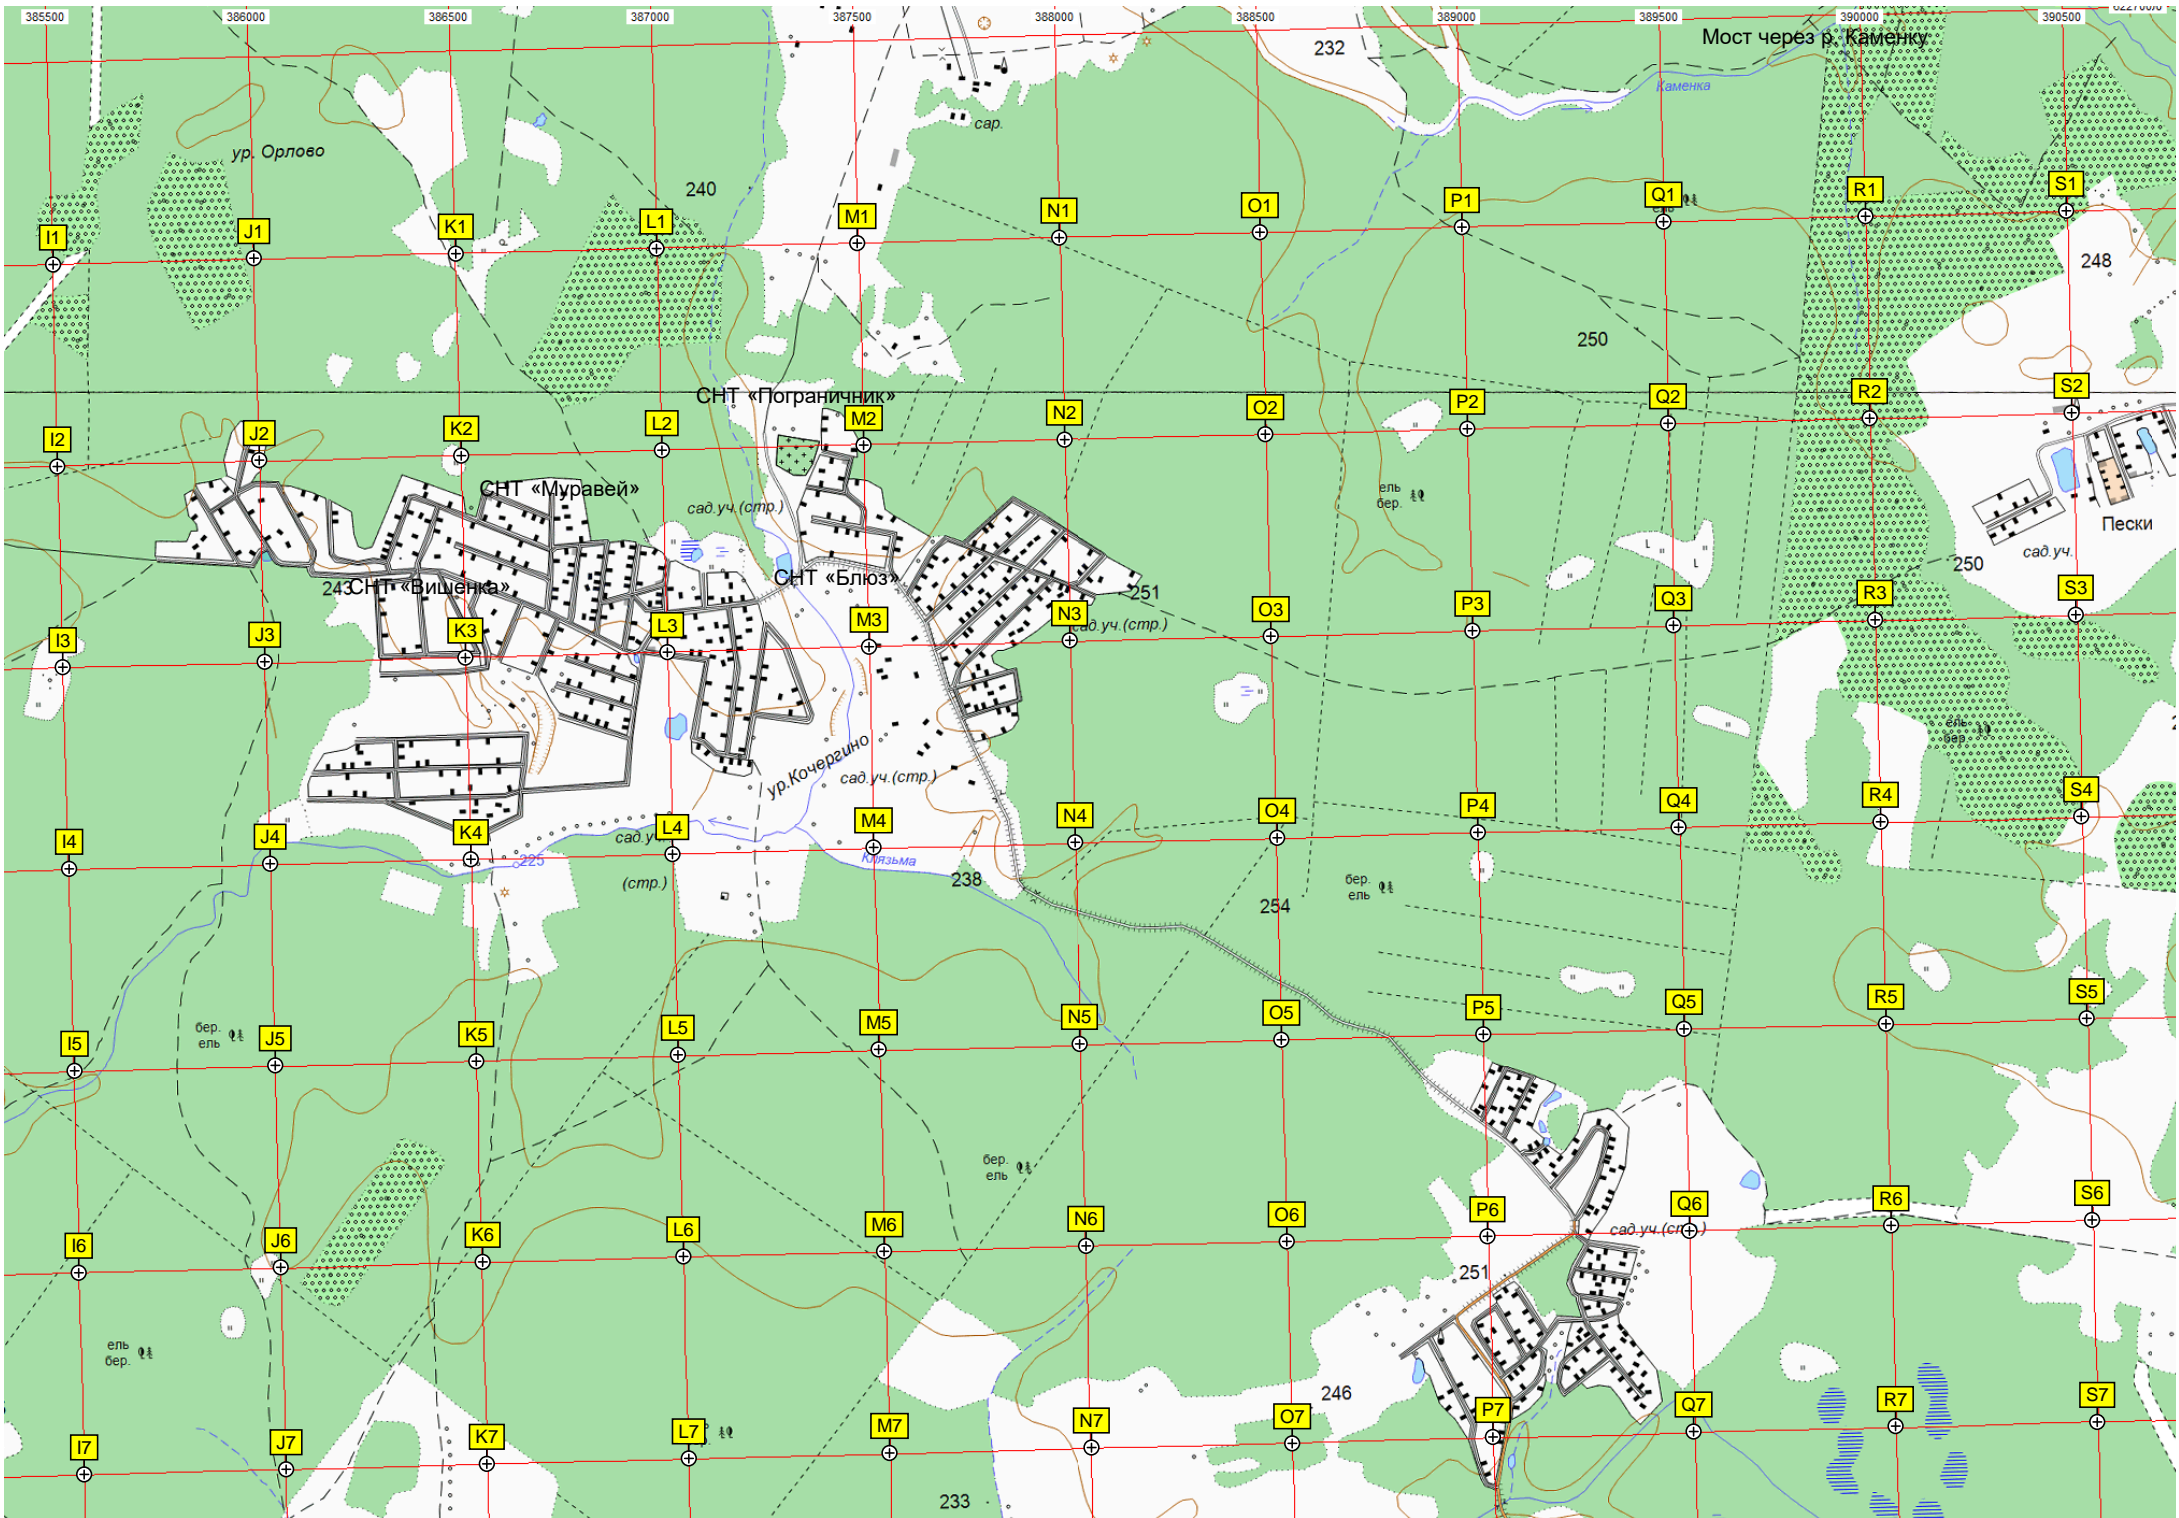 385500 386000 386500 387000 387500 388000 388500 389000 389500 390000 390500
Мост через р. Каменку
232
Каменка
сар.
ур. Орлово
240
I1 J1 K1 L1 M1 N1 O1 P1 Q1 R1 S1
ель
248
250
СНТ «Пограничник»
I2 J2 K2 L2 M2 N2 O2 P2 Q2 R2 S2
СНТ «Муравей»
сад.уч.(стр.)
ель
бер.
Пески
сад.уч.
250
СНТ «Блюз»
243
СНТ «Вишенка»
251
сад.уч.(стр.)
I3 J3 K3 L3 M3 N3 O3 P3 Q3 R3 S3
ель
бер.
ур.Кочергино
сад.уч.(стр.)
I4 J4 K4 L4 M4 N4 O4 P4 Q4 R4 S4
225
Клязьма
(стр.)
238
бер.
ель
254
I5 J5 K5 L5 M5 N5 O5 P5 Q5 R5 S5
бер.
ель
бер.
ель
I6 J6 K6 L6 M6 N6 O6 P6 Q6 R6 S6
251
ель
бер.
246
I7 J7 K7 L7 M7 N7 O7 P7 Q7 R7 S7
233